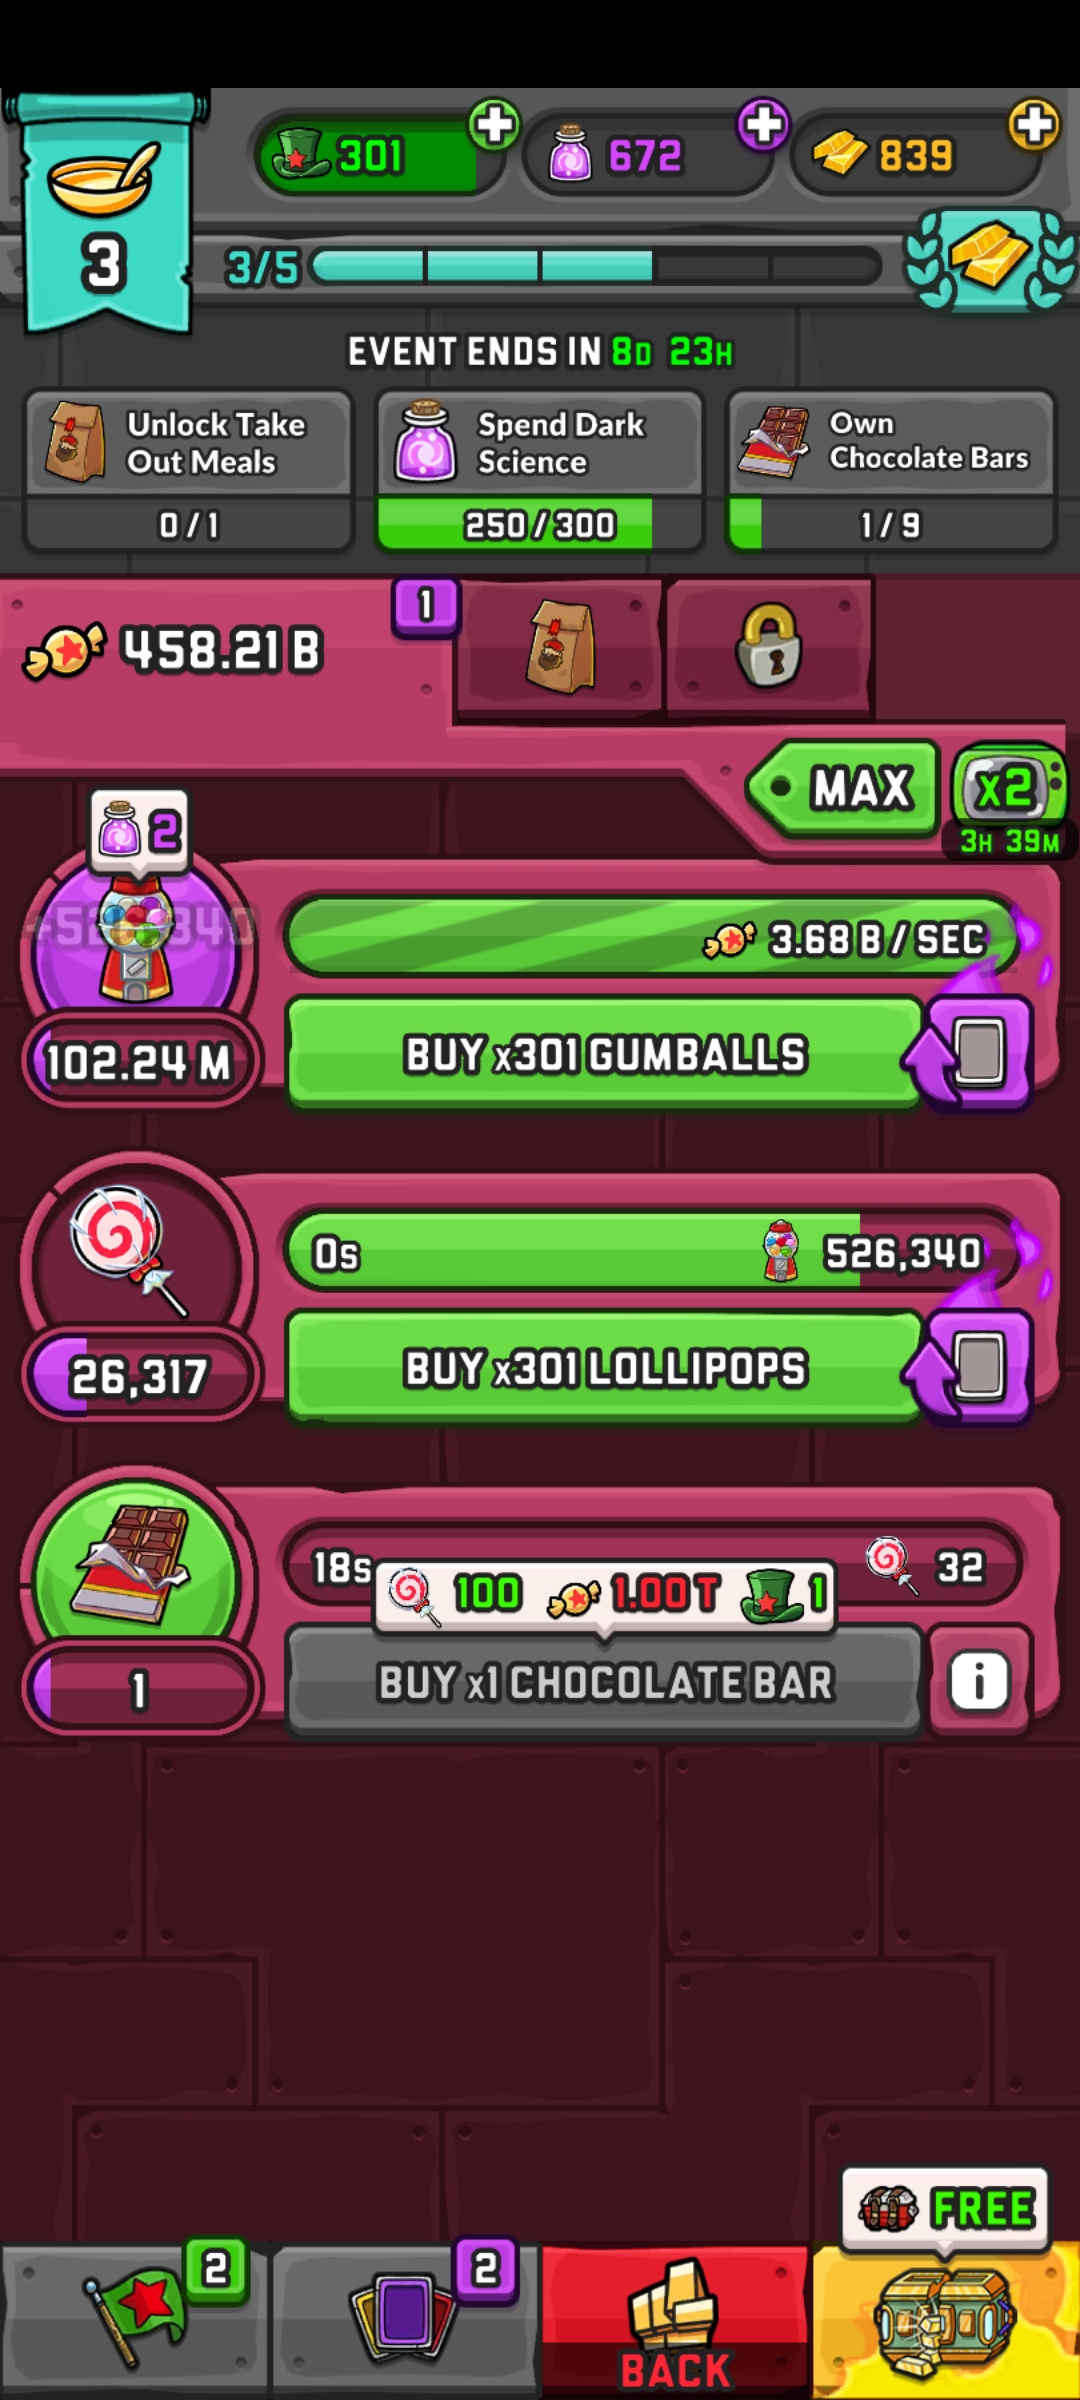 301
672
839
3
3/5
EVENT ENDS IN 8D 23H
Unlock Take
Out Meals
0/1
Spend Dark
Science
250/300
Own
Chocolate Bars
1/9
458.21 B
1
MAX
x2
3H 39M
2
+526,340
3.68 B / SEC
102.24 M
BUY x301 GUMBALLS
0s
526,340
26,317
BUY x301 LOLLIPOPS
18s
32
100
1.00 T
1
1
BUY x1 CHOCOLATE BAR
i
FREE
2
2
BACK